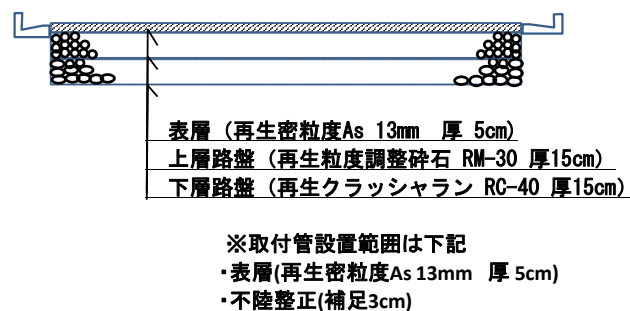 表層（再生密粒度As 13mm 厚 5cm）
上層路盤（再生粒度調整砕石 RM-30 厚15cm）
下層路盤（再生クラッシャラン RC-40 厚15cm）
※取付管設置範囲は下記
・表層(再生密粒度As 13mm 厚 5cm)
・不陸整正(補足3cm)